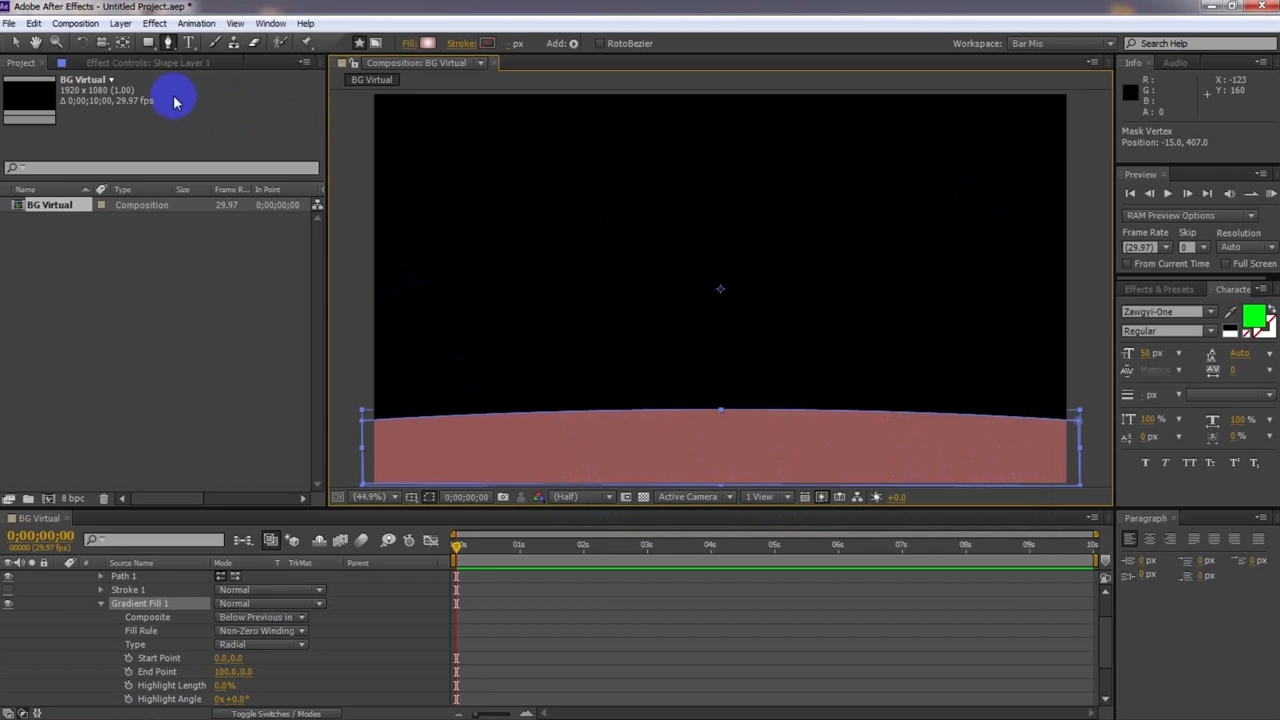 Adobe After Effects - Untitled Project.aep *
File Edit Composition Layer Effect Animation View Window Help
Fill: Stroke: - px Add: RotoBezier Workspace: Bar Mis Search Help
Project Effect Controls: Shape Layer 1 Composition: BG Virtual Info Audio
BG Virtual
1920 x 1080 (1.00)
Δ 0;00;10;00, 29.97 fps
BG Virtual
R : X : -123
G : Y : 160
B :
A : 0
Mask Vertex
Position: -15.0, 407.0
Preview
RAM Preview Options
Frame Rate Skip Resolution
(29.97) 0 Auto
From Current Time Full Screen
Name Type Size Frame R... In Point
BG Virtual Composition 29.97 0;00;00;00
Effects & Presets Characte
Zawgyi-One
Regular
50 px Auto
Metrics 0
- px
100 % 100 %
0 px 0 %
T T TT Tт T' T,
8 bpc (44.9%) 0;00;00;00 (Half) Active Camera 1 View +0.0
BG Virtual
0;00;00;00
00000 (29.97 fps)
01s 02s 03s 04s 05s 06s 07s 08s 09s 10s
Source Name Mode T TrkMat Parent
Path 1
Stroke 1 Normal
Gradient Fill 1 Normal
Composite Below Previous in
Fill Rule Non-Zero Winding
Type Radial
Start Point 0.0,0.0
End Point 100.0,0.0
Highlight Length 0.0%
Highlight Angle 0x+0.0°
Toggle Switches / Modes
Paragraph
0 px 0 px 0 px
0 px 0 px